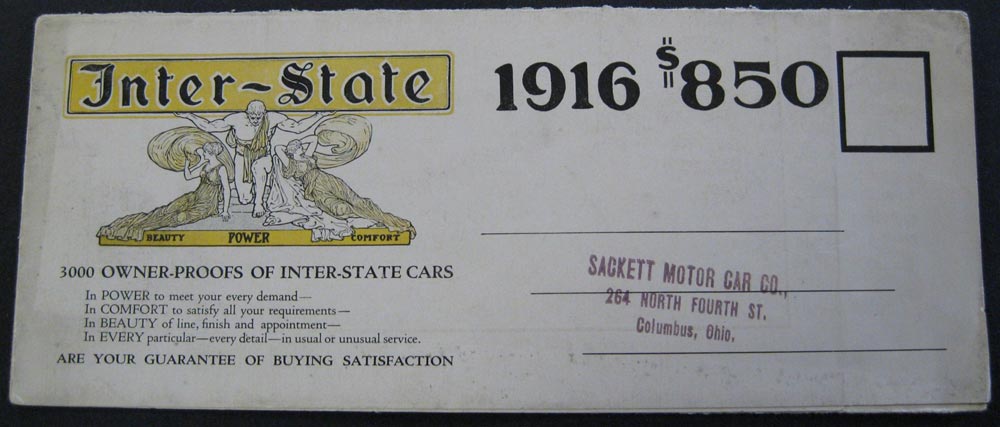 Inter-State
1916 $850
BEAUTY POWER COMFORT
3000 OWNER-PROOFS OF INTER-STATE CARS
In POWER to meet your every demand—
In COMFORT to satisfy all your requirements—
In BEAUTY of line, finish and appointment—
In EVERY particular—every detail—in usual or unusual service.
ARE YOUR GUARANTEE OF BUYING SATISFACTION
SACKETT MOTOR CAR CO.,
264 NORTH FOURTH ST.
Columbus, Ohio.